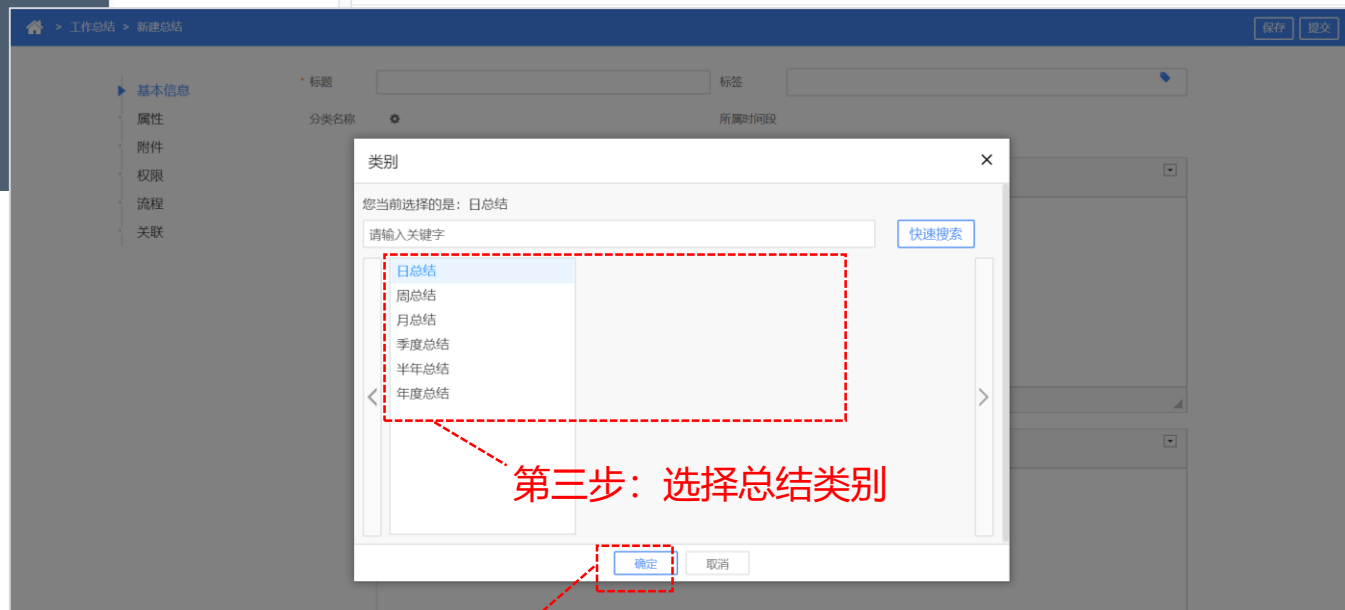 > 工作总结 > 新建总结 保存 提交
基本信息 * 标题 标签
属性 分类名称 所属时间段
附件
权限
流程
关联
类别
您当前选择的是：日总结
请输入关键字 快速搜索
日总结
周总结
月总结
季度总结
半年总结
年度总结
第三步：选择总结类别
确定 取消